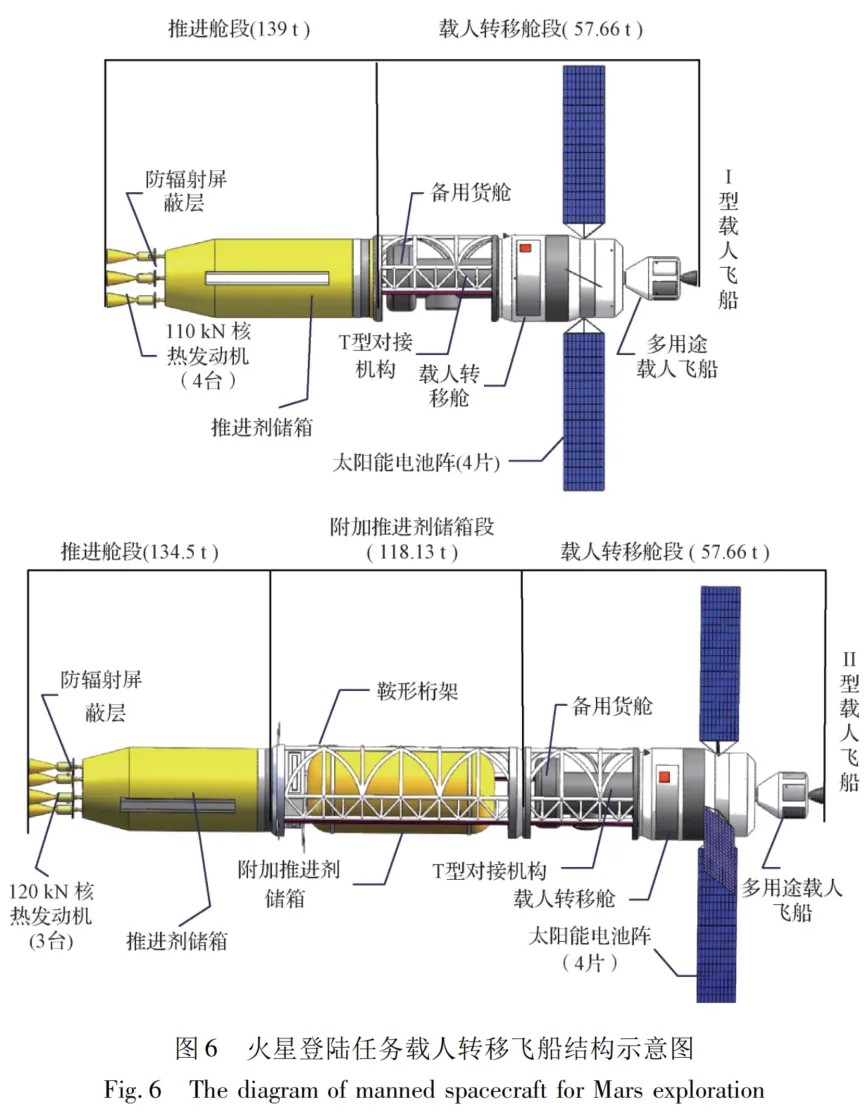 推进舱段(139 t)
载人转移舱段( 57.66 t)
防辐射屏
蔽层
备用货舱
I
型
载
人
飞
船
110 kN 核
热发动机
(4台)
T型对接
机构
载人转
移舱
多用途
载人飞船
推进剂储箱
太阳能电池阵(4片)
推进舱段(134.5 t)
附加推进剂储箱段
( 118.13 t)
载人转移舱段 ( 57.66 t)
防辐射屏
蔽层
鞍形桁架
备用货舱
II
型
载
人
飞
船
120 kN 核
热发动机
(3台)
推进剂储箱
附加推进剂
储箱
T型对接机构
载人转移舱
多用途载人
飞船
太阳能电池阵
(4片)
图 6 火星登陆任务载人转移飞船结构示意图
Fig. 6 The diagram of manned spacecraft for Mars exploration